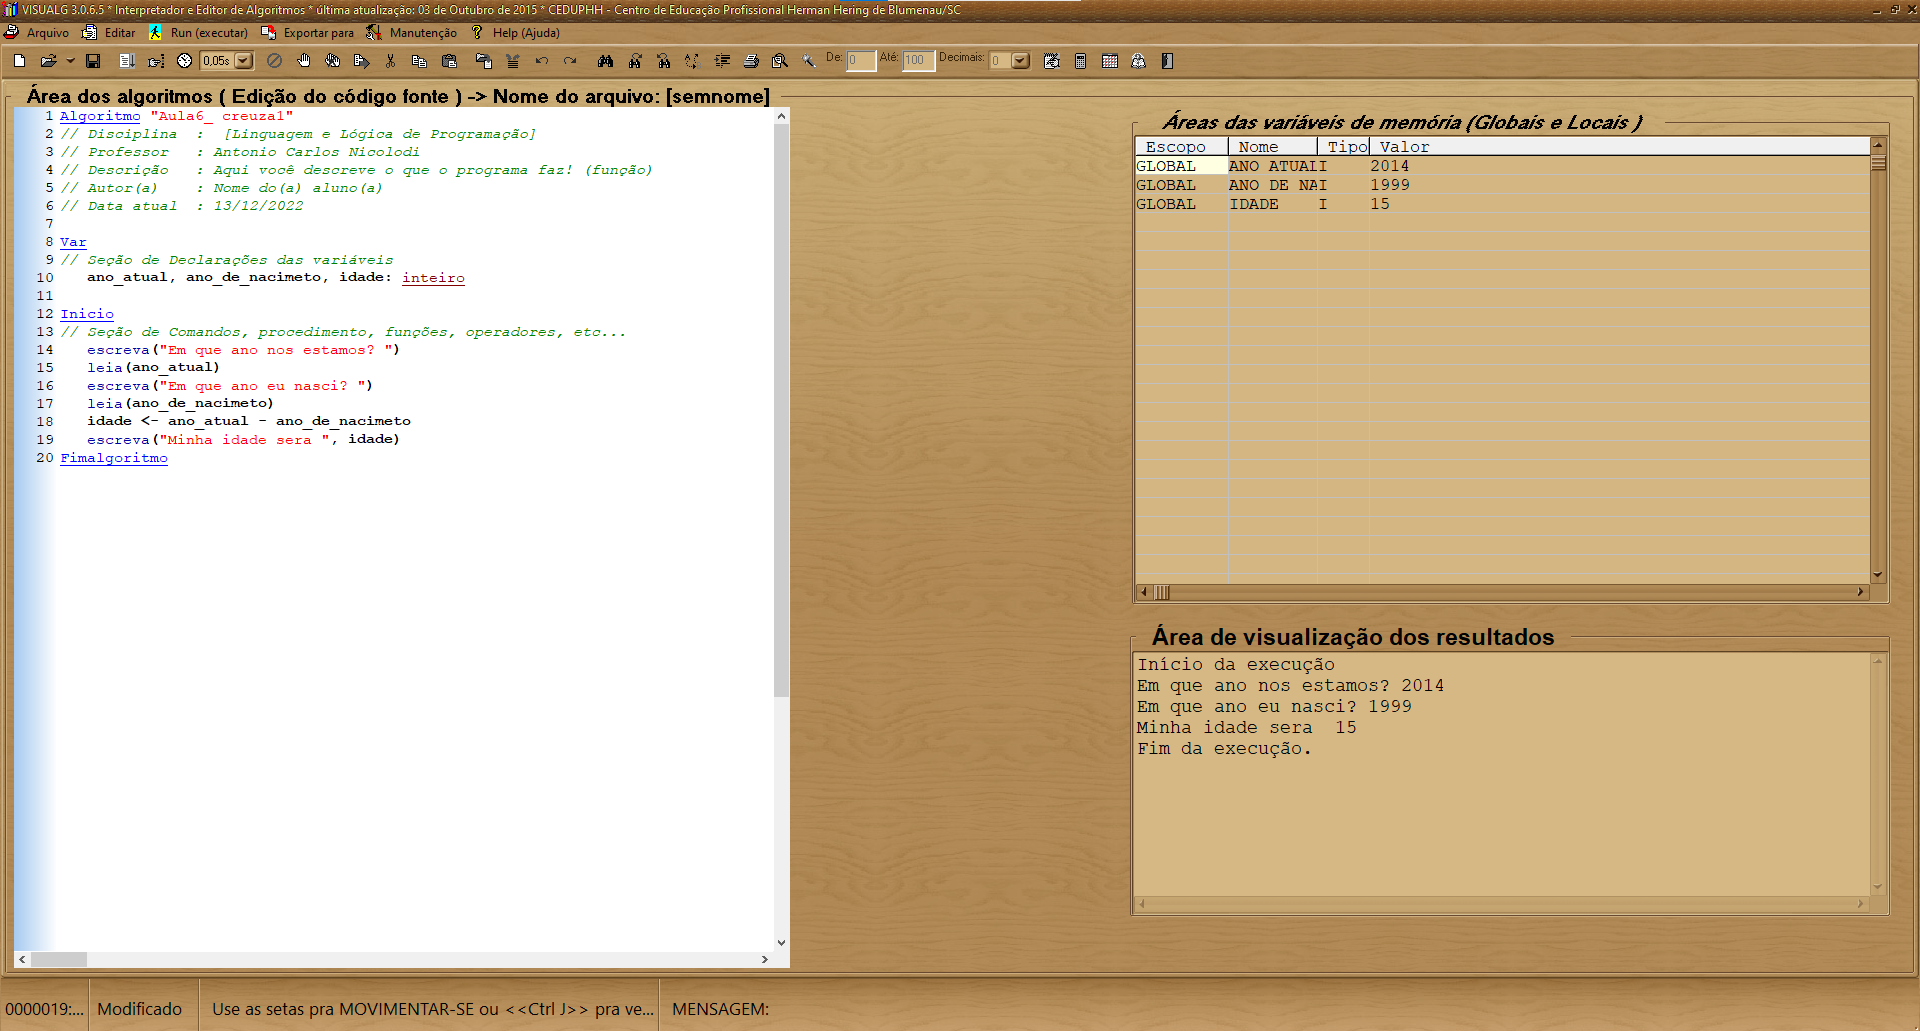 VISUALG 3.0.6.5 * Interpretador e Editor de Algoritmos * última atualização: 03 de Outubro de 2015 * CEDUPHH - Centro de Educação Profissional Herman Hering de Blumenau/SC
Arquivo Editar Run (executar) Exportar para Manutenção Help (Ajuda)
0,05s De: 0 Até: 100 Decimais: 0
Área dos algoritmos ( Edição do código fonte ) -> Nome do arquivo: [semnome]
1 Algoritmo "Aula6_ creuza1"
2 // Disciplina : [Linguagem e Lógica de Programação]
3 // Professor : Antonio Carlos Nicolodi
4 // Descrição : Aqui você descreve o que o programa faz! (função)
5 // Autor(a) : Nome do(a) aluno(a)
6 // Data atual : 13/12/2022
7
8 Var
9 // Seção de Declarações das variáveis
10 ano_atual, ano_de_nacimeto, idade: inteiro
11
12 Inicio
13 // Seção de Comandos, procedimento, funções, operadores, etc...
14 escreva("Em que ano nos estamos? ")
15 leia(ano_atual)
16 escreva("Em que ano eu nasci? ")
17 leia(ano_de_nacimeto)
18 idade <- ano_atual - ano_de_nacimeto
19 escreva("Minha idade sera ", idade)
20 Fimalgoritmo
Áreas das variáveis de memória (Globais e Locais )
Escopo Nome Tipo Valor
GLOBAL ANO ATUALI 2014
GLOBAL ANO DE NAI 1999
GLOBAL IDADE I 15
Área de visualização dos resultados
Início da execução
Em que ano nos estamos? 2014
Em que ano eu nasci? 1999
Minha idade sera  15
Fim da execução.
0000019:... Modificado Use as setas pra MOVIMENTAR-SE ou <<Ctrl J>> pra ve... MENSAGEM: